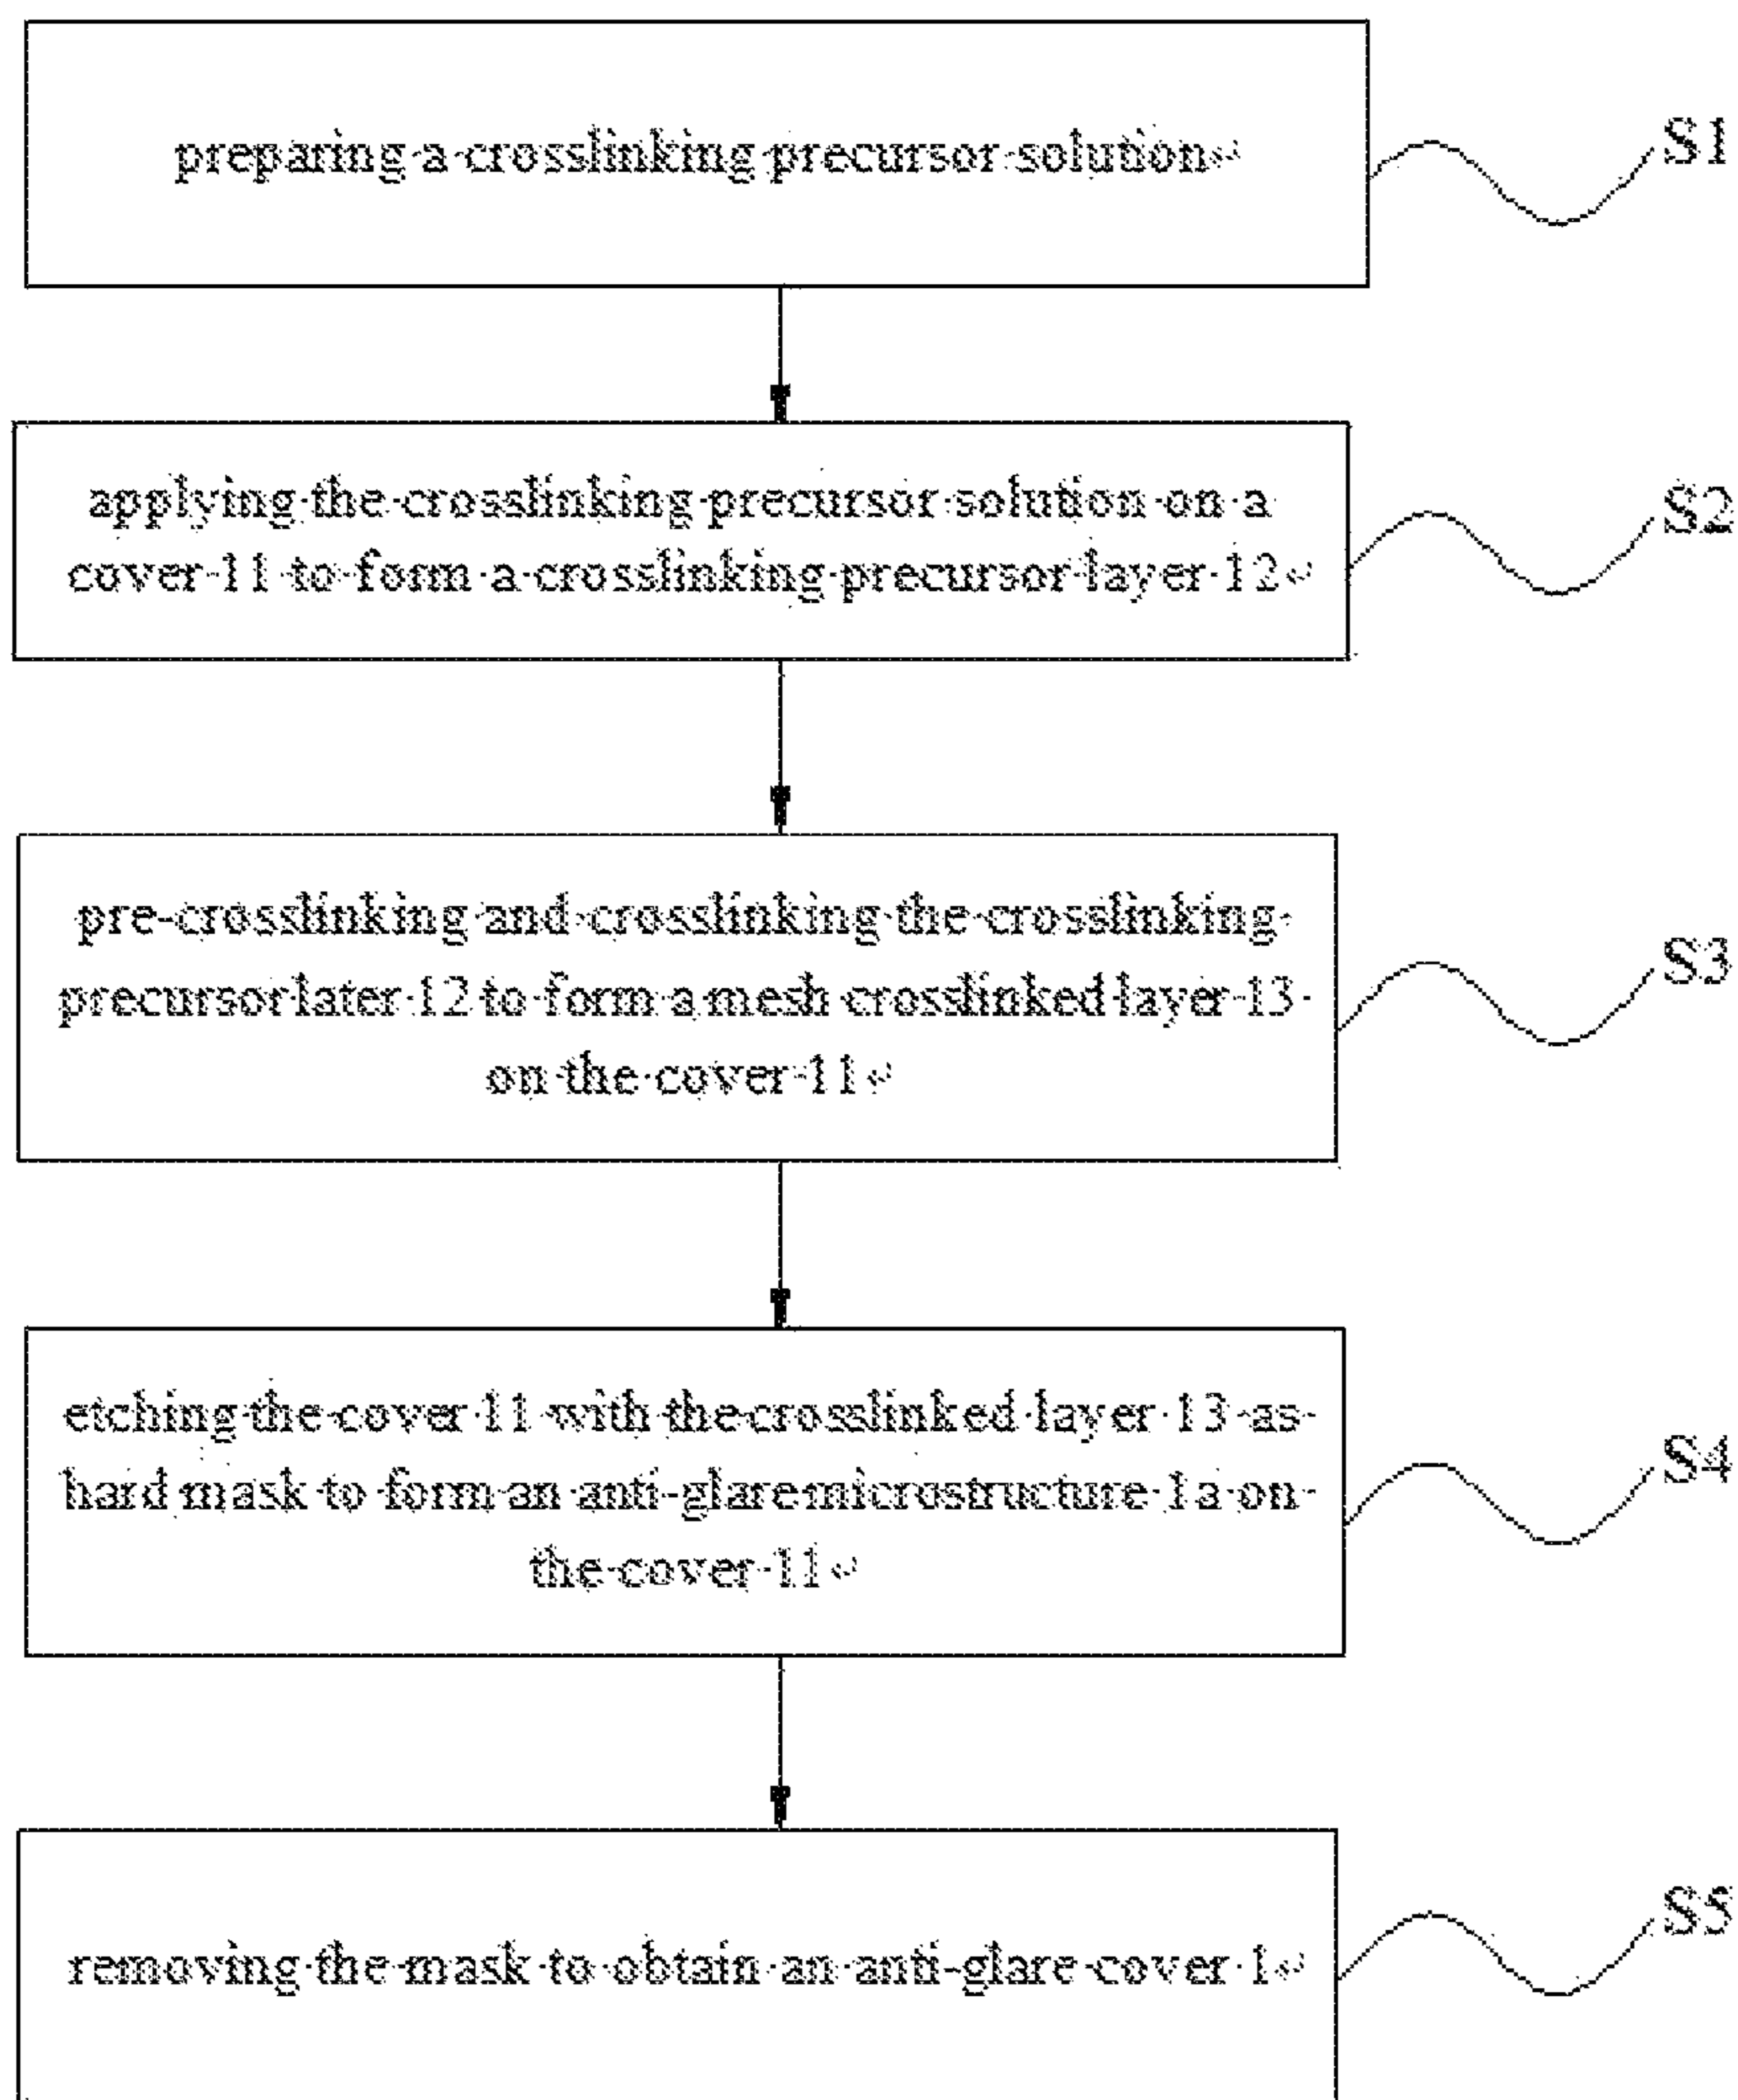 preparing a crosslinking precursor solution
S1
applying the crosslinking precursor solution on a
cover 11 to form a crosslinking precursor layer 12
S2
pre-crosslinking and crosslinking the crosslinking
precursor later 12 to form a mesh crosslinked layer 13
on the cover 11
S3
etching the cover 11 with the crosslinked layer 13 as
hard mask to form an anti-glare microstructure 1a on
the cover 11
S4
removing the mask to obtain an anti-glare cover 1
S5